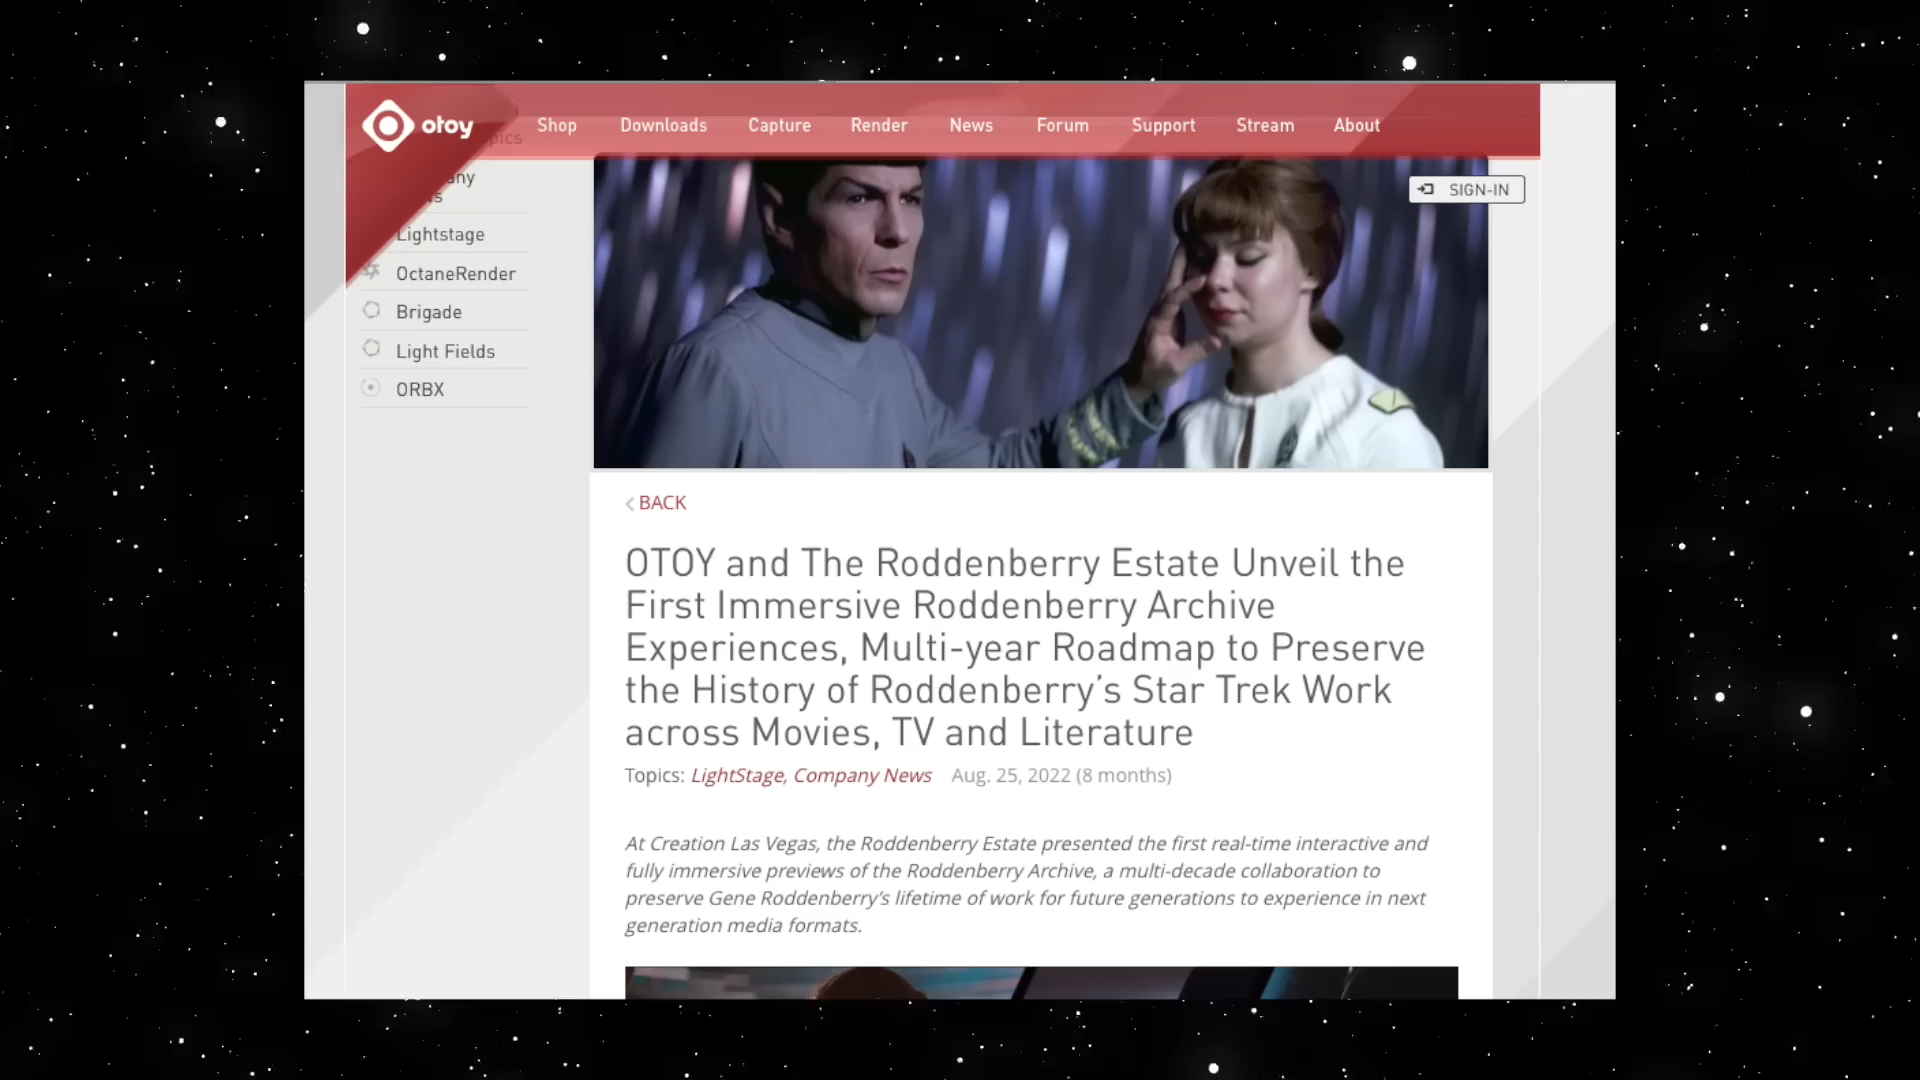 otoy
Shop
Downloads
Capture
Render
News
Forum
Support
Stream
About
SIGN-IN
Lightstage
OctaneRender
Brigade
Light Fields
ORBX
BACK
OTOY and The Roddenberry Estate Unveil the
First Immersive Roddenberry Archive
Experiences, Multi-year Roadmap to Preserve
the History of Roddenberry’s Star Trek Work
across Movies, TV and Literature
Topics: LightStage, Company News Aug. 25, 2022 (8 months)
At Creation Las Vegas, the Roddenberry Estate presented the first real-time interactive and
fully immersive previews of the Roddenberry Archive, a multi-decade collaboration to
preserve Gene Roddenberry’s lifetime of work for future generations to experience in next
generation media formats.